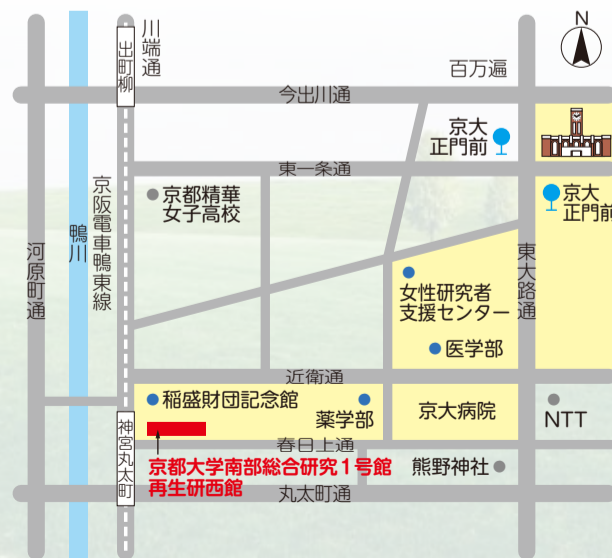 N
川端通
出町柳
百万遍
今出川通
京大
正門前
東一条通
京都精華
女子高校
京大
正門前
京阪電車鴨東線
鴨川
河原町通
東大路通
女性研究者
支援センター
医学部
近衛通
稲盛財団記念館
薬学部
京大病院
NTT
神宮丸太町
春日上通
京都大学南部総合研究1号館
再生研西館
熊野神社
丸太町通